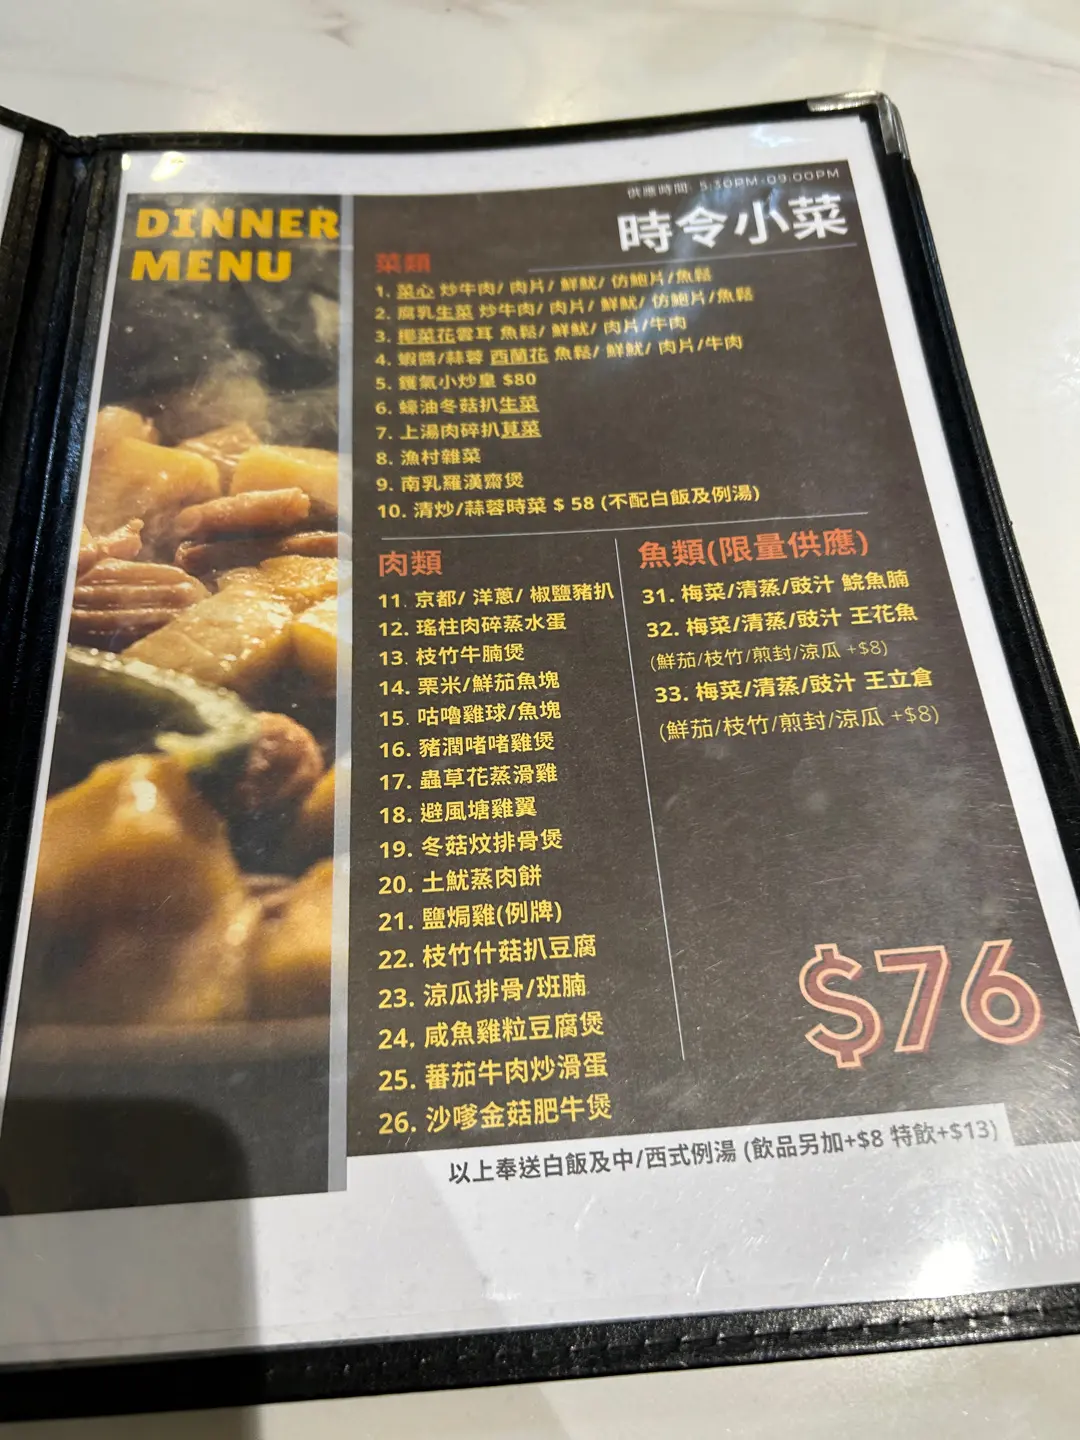 DINNER
MENU
供應時間: 5:30PM-09:00PM
時令小菜
菜類
1. 菜心 炒牛肉/ 肉片/ 鮮魷/ 仿鮑片/魚鬆
2. 腐乳生菜 炒牛肉/ 肉片/ 鮮魷/ 仿鮑片/魚鬆
3. 椰菜花雲耳 魚鬆/ 鮮魷/ 肉片/牛肉
4. 蝦醬/蒜蓉 西蘭花 魚鬆/ 鮮魷/ 肉片/牛肉
5. 鑊氣小炒皇 $80
6. 蠔油冬菇扒生菜
7. 上湯肉碎扒莧菜
8. 漁村雜菜
9. 南乳羅漢齋煲
10. 清炒/蒜蓉時菜 $ 58 (不配白飯及例湯)
肉類
11. 京都/ 洋蔥/ 椒鹽豬扒
12. 瑤柱肉碎蒸水蛋
13. 枝竹牛腩煲
14. 栗米/鮮茄魚塊
15. 咕嚕雞球/魚塊
16. 豬潤啫啫雞煲
17. 蟲草花蒸滑雞
18. 避風塘雞翼
19. 冬菇炆排骨煲
20. 土魷蒸肉餅
21. 鹽焗雞(例牌)
22. 枝竹什菇扒豆腐
23. 涼瓜排骨/班腩
24. 咸魚雞粒豆腐煲
25. 蕃茄牛肉炒滑蛋
26. 沙嗲金菇肥牛煲
魚類(限量供應)
31. 梅菜/清蒸/豉汁 鯇魚腩
32. 梅菜/清蒸/豉汁 王花魚
(鮮茄/枝竹/煎封/涼瓜 +$8)
33. 梅菜/清蒸/豉汁 王立倉
(鮮茄/枝竹/煎封/涼瓜 +$8)
$76
以上奉送白飯及中/西式例湯 (飲品另加+$8 特飲+$13)